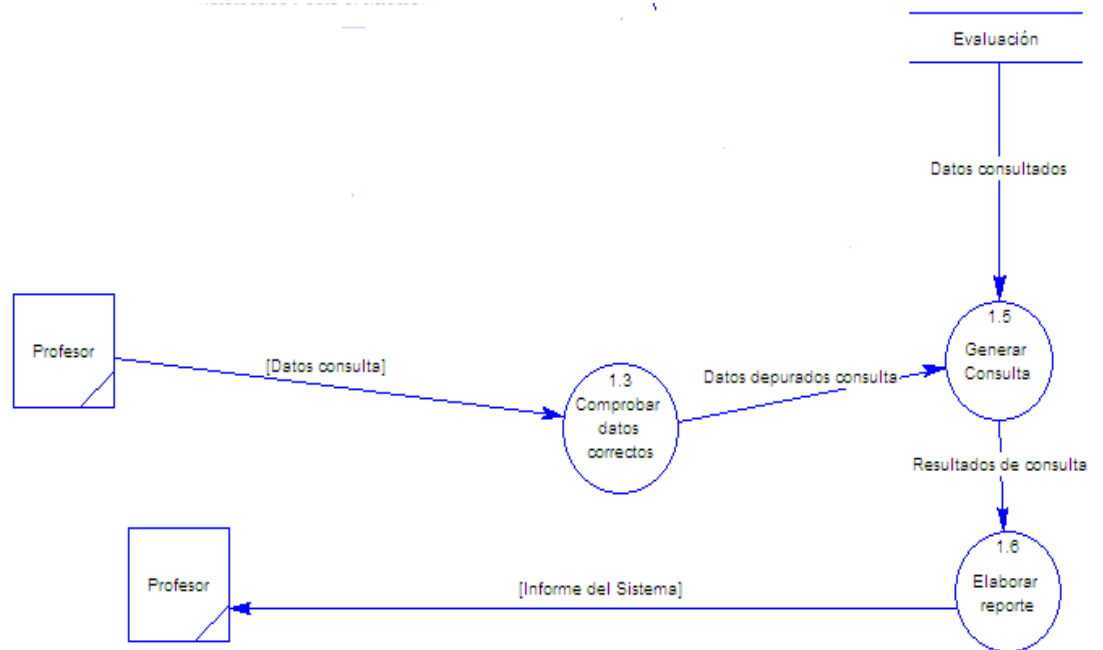 Evaluación
Datos consultados
Profesor
[Datos consulta]
1.3
Comprobar
datos
correctos
Datos depurados consulta
1.5
Generar
Consulta
Resultados de consulta
1.6
Elaborar
reporte
[Informe del Sistema]
Profesor